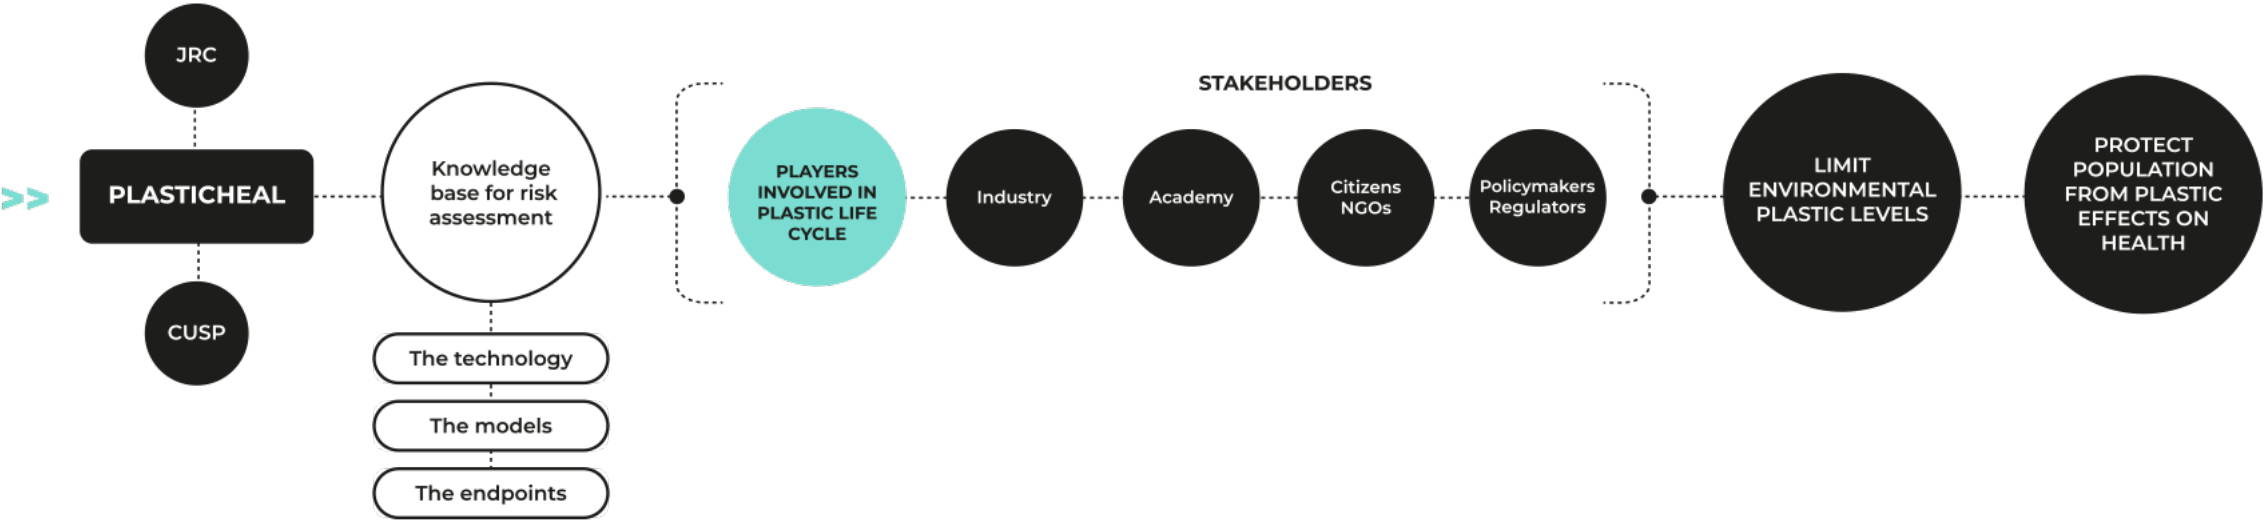 >>
JRC
PLASTICHEAL
CUSP
Knowledge
base for risk
assessment
The technology
The models
The endpoints
STAKEHOLDERS
PLAYERS
INVOLVED IN
PLASTIC LIFE
CYCLE
Industry
Academy
Citizens
NGOs
Policymakers
Regulators
LIMIT
ENVIRONMENTAL
PLASTIC LEVELS
PROTECT
POPULATION
FROM PLASTIC
EFFECTS ON
HEALTH